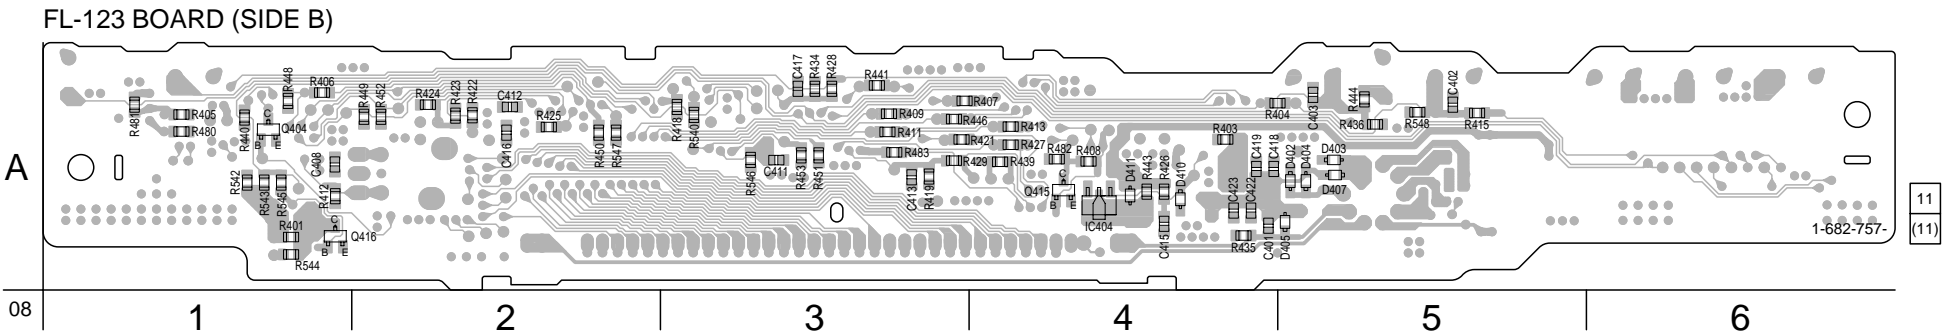 FL-123 BOARD (SIDE B)
R481
R405
R480
R440
R448
R406
C
Q404
B E
R449
R452
R424
R423
R422
C412
R425
C416
R450
R547
R418
R540
C417
R434
R428
R441
R409
R411
R483
R407
R446
R421
R429
R413
R427
R439
R482
R408
R403
R404
C403
R444
R436
R548
C402
R415
A
R542
R543
R545
C408
R412
R401
R544
C
Q416
B E
R546
C411
R453
R451
C413
R419
C
Q415
B E
IC404
D411
R443
R426
D410
C415
C419
C418
C423
C422
D402
D404
D403
D407
R435
C401
D405
1-682-757-
11
(11)
08
1 2 3 4 5 6